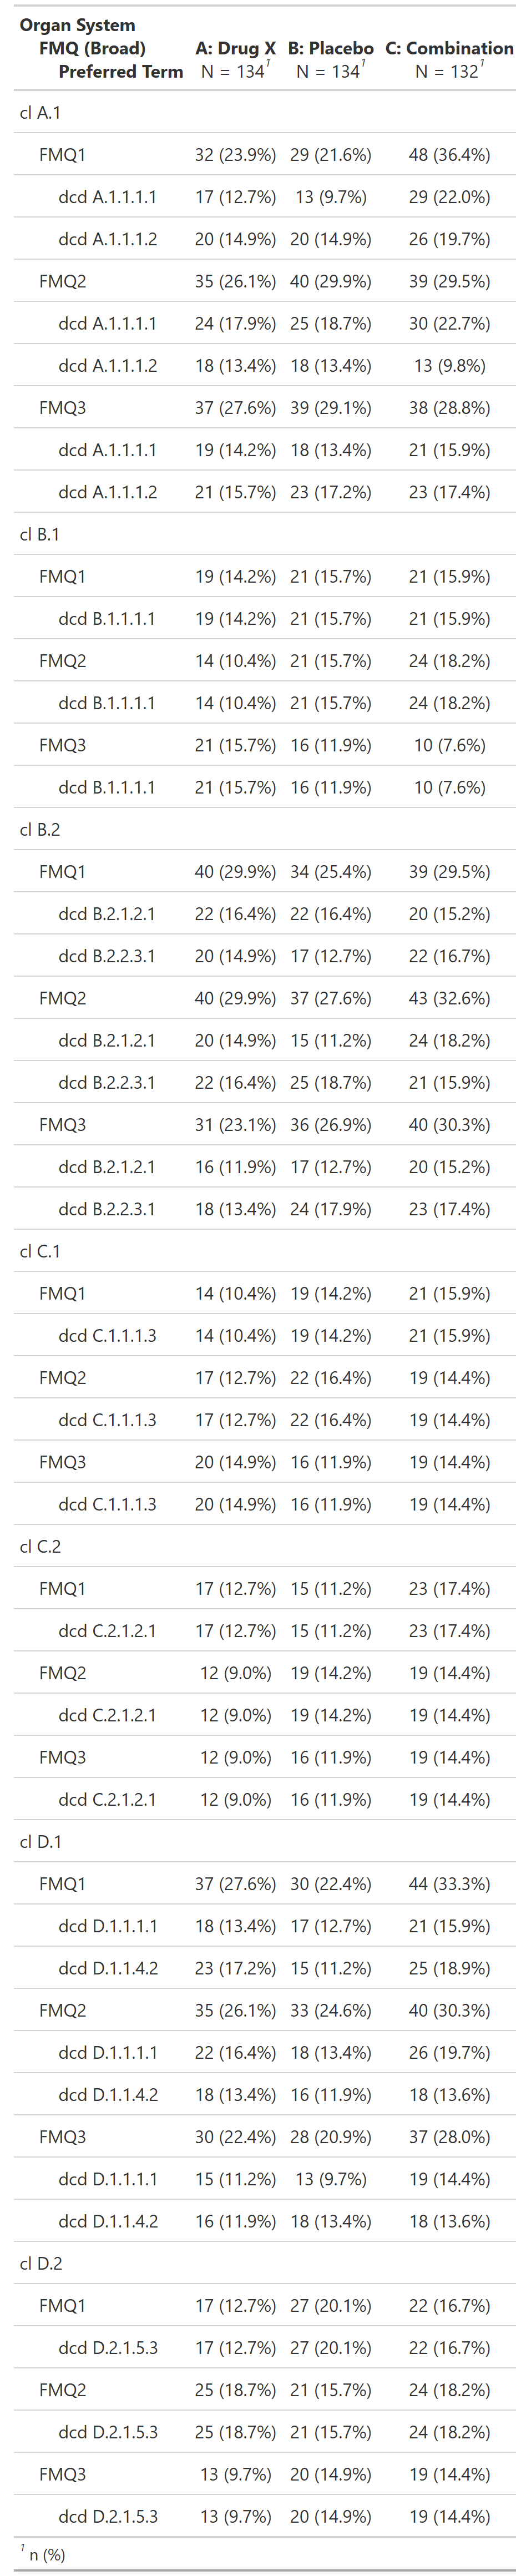 Organ System
FMQ (Broad) A: Drug X B: Placebo C: Combination
Preferred Term N = 134¹ N = 134¹ N = 132¹
cl A.1
FMQ1 32 (23.9%) 29 (21.6%) 48 (36.4%)
dcd A.1.1.1.1 17 (12.7%) 13 (9.7%) 29 (22.0%)
dcd A.1.1.1.2 20 (14.9%) 20 (14.9%) 26 (19.7%)
FMQ2 35 (26.1%) 40 (29.9%) 39 (29.5%)
dcd A.1.1.1.1 24 (17.9%) 25 (18.7%) 30 (22.7%)
dcd A.1.1.1.2 18 (13.4%) 18 (13.4%) 13 (9.8%)
FMQ3 37 (27.6%) 39 (29.1%) 38 (28.8%)
dcd A.1.1.1.1 19 (14.2%) 18 (13.4%) 21 (15.9%)
dcd A.1.1.1.2 21 (15.7%) 23 (17.2%) 23 (17.4%)
cl B.1
FMQ1 19 (14.2%) 21 (15.7%) 21 (15.9%)
dcd B.1.1.1.1 19 (14.2%) 21 (15.7%) 21 (15.9%)
FMQ2 14 (10.4%) 21 (15.7%) 24 (18.2%)
dcd B.1.1.1.1 14 (10.4%) 21 (15.7%) 24 (18.2%)
FMQ3 21 (15.7%) 16 (11.9%) 10 (7.6%)
dcd B.1.1.1.1 21 (15.7%) 16 (11.9%) 10 (7.6%)
cl B.2
FMQ1 40 (29.9%) 34 (25.4%) 39 (29.5%)
dcd B.2.1.2.1 22 (16.4%) 22 (16.4%) 20 (15.2%)
dcd B.2.2.3.1 20 (14.9%) 17 (12.7%) 22 (16.7%)
FMQ2 40 (29.9%) 37 (27.6%) 43 (32.6%)
dcd B.2.1.2.1 20 (14.9%) 15 (11.2%) 24 (18.2%)
dcd B.2.2.3.1 22 (16.4%) 25 (18.7%) 21 (15.9%)
FMQ3 31 (23.1%) 36 (26.9%) 40 (30.3%)
dcd B.2.1.2.1 16 (11.9%) 17 (12.7%) 20 (15.2%)
dcd B.2.2.3.1 18 (13.4%) 24 (17.9%) 23 (17.4%)
cl C.1
FMQ1 14 (10.4%) 19 (14.2%) 21 (15.9%)
dcd C.1.1.1.3 14 (10.4%) 19 (14.2%) 21 (15.9%)
FMQ2 17 (12.7%) 22 (16.4%) 19 (14.4%)
dcd C.1.1.1.3 17 (12.7%) 22 (16.4%) 19 (14.4%)
FMQ3 20 (14.9%) 16 (11.9%) 19 (14.4%)
dcd C.1.1.1.3 20 (14.9%) 16 (11.9%) 19 (14.4%)
cl C.2
FMQ1 17 (12.7%) 15 (11.2%) 23 (17.4%)
dcd C.2.1.2.1 17 (12.7%) 15 (11.2%) 23 (17.4%)
FMQ2 12 (9.0%) 19 (14.2%) 19 (14.4%)
dcd C.2.1.2.1 12 (9.0%) 19 (14.2%) 19 (14.4%)
FMQ3 12 (9.0%) 16 (11.9%) 19 (14.4%)
dcd C.2.1.2.1 12 (9.0%) 16 (11.9%) 19 (14.4%)
cl D.1
FMQ1 37 (27.6%) 30 (22.4%) 44 (33.3%)
dcd D.1.1.1.1 18 (13.4%) 17 (12.7%) 21 (15.9%)
dcd D.1.1.4.2 23 (17.2%) 15 (11.2%) 25 (18.9%)
FMQ2 35 (26.1%) 33 (24.6%) 40 (30.3%)
dcd D.1.1.1.1 22 (16.4%) 18 (13.4%) 26 (19.7%)
dcd D.1.1.4.2 18 (13.4%) 16 (11.9%) 18 (13.6%)
FMQ3 30 (22.4%) 28 (20.9%) 37 (28.0%)
dcd D.1.1.1.1 15 (11.2%) 13 (9.7%) 19 (14.4%)
dcd D.1.1.4.2 16 (11.9%) 18 (13.4%) 18 (13.6%)
cl D.2
FMQ1 17 (12.7%) 27 (20.1%) 22 (16.7%)
dcd D.2.1.5.3 17 (12.7%) 27 (20.1%) 22 (16.7%)
FMQ2 25 (18.7%) 21 (15.7%) 24 (18.2%)
dcd D.2.1.5.3 25 (18.7%) 21 (15.7%) 24 (18.2%)
FMQ3 13 (9.7%) 20 (14.9%) 19 (14.4%)
dcd D.2.1.5.3 13 (9.7%) 20 (14.9%) 19 (14.4%)
¹ n (%)